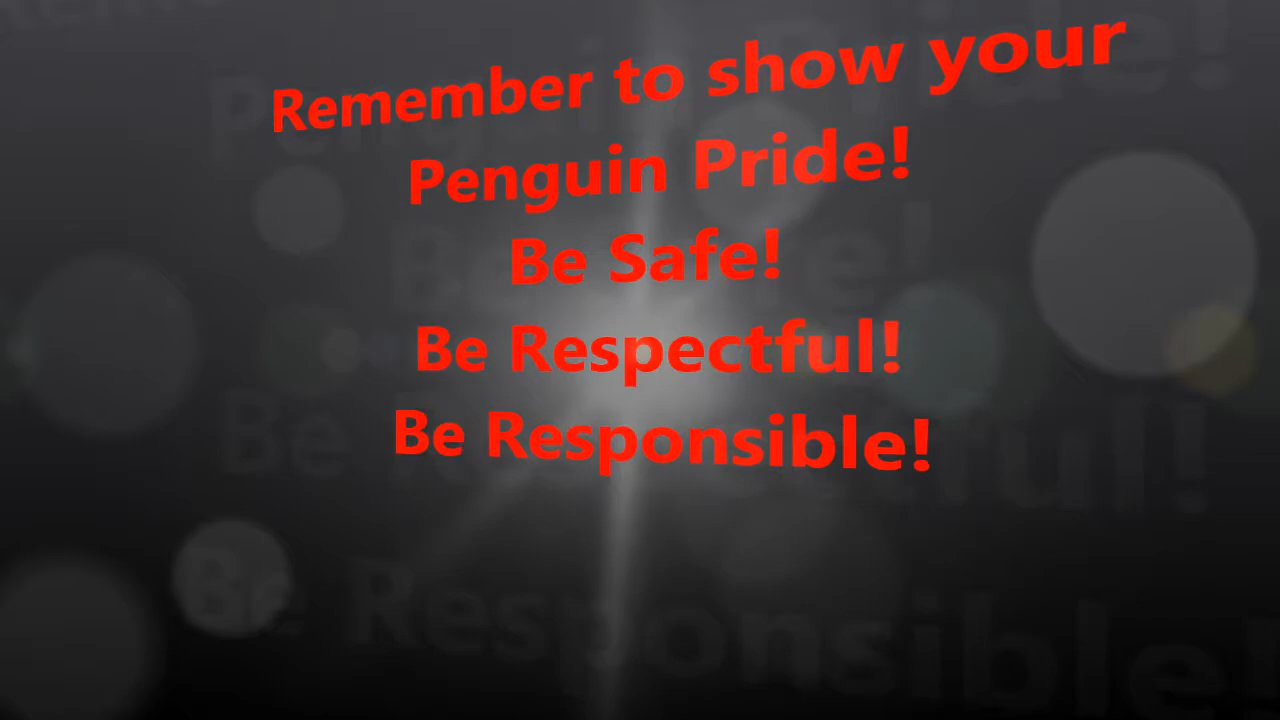 Remember to show your
Penguin Pride!
Be Safe!
Be Respectful!
Be Responsible!